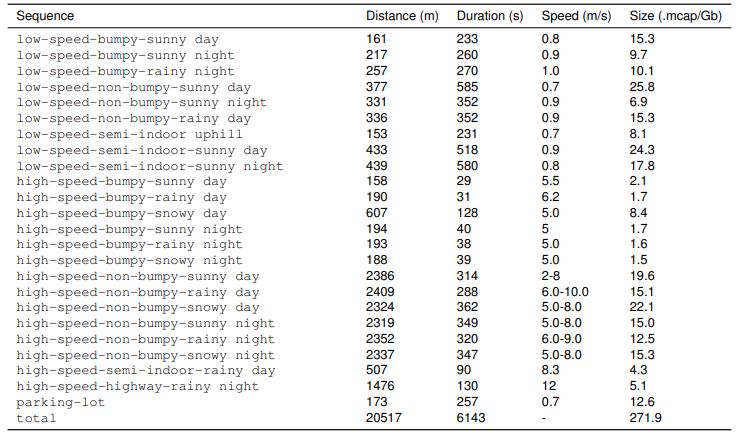 Sequence Distance (m) Duration (s) Speed (m/s) Size (.mcap/Gb)
low-speed-bumpy-sunny day 161 233 0.8 15.3
low-speed-bumpy-sunny night 217 260 0.9 9.7
low-speed-bumpy-rainy night 257 270 1.0 10.1
low-speed-non-bumpy-sunny day 377 585 0.7 25.8
low-speed-non-bumpy-sunny night 331 352 0.9 6.9
low-speed-non-bumpy-rainy day 336 352 0.9 15.3
low-speed-semi-indoor uphill 153 231 0.7 8.1
low-speed-semi-indoor-sunny day 433 518 0.9 24.3
low-speed-semi-indoor-sunny night 439 580 0.8 17.8
high-speed-bumpy-sunny day 158 29 5.5 2.1
high-speed-bumpy-rainy day 190 31 6.2 1.7
high-speed-bumpy-snowy day 607 128 5.0 8.4
high-speed-bumpy-sunny night 194 40 5 1.7
high-speed-bumpy-rainy night 193 38 5.0 1.6
high-speed-bumpy-snowy night 188 39 5.0 1.5
high-speed-non-bumpy-sunny day 2386 314 2-8 19.6
high-speed-non-bumpy-rainy day 2409 288 6.0-10.0 15.1
high-speed-non-bumpy-snowy day 2324 362 5.0-8.0 22.1
high-speed-non-bumpy-sunny night 2319 349 5.0-8.0 15.0
high-speed-non-bumpy-rainy night 2352 320 6.0-9.0 12.5
high-speed-non-bumpy-snowy night 2337 347 5.0-8.0 15.3
high-speed-semi-indoor-rainy day 507 90 8.3 4.3
high-speed-highway-rainy night 1476 130 12 5.1
parking-lot 173 257 0.7 12.6
total 20517 6143 - 271.9